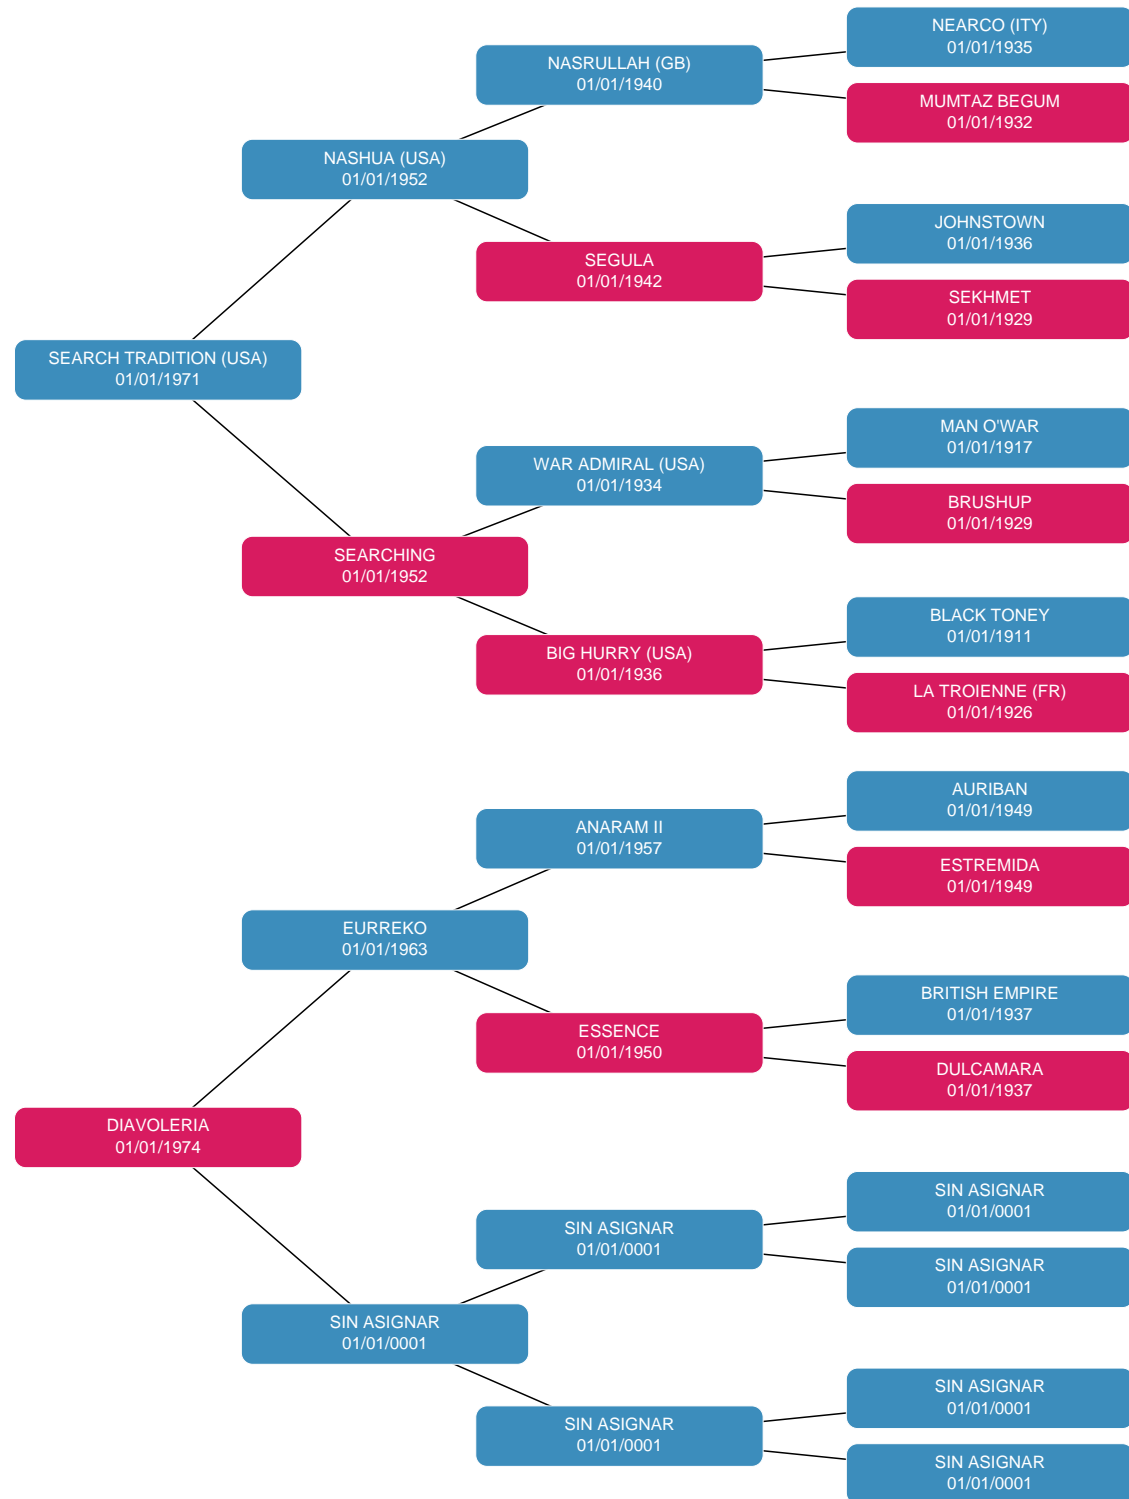 NEARCO (ITY)
01/01/1935
NASRULLAH (GB)
01/01/1940
MUMTAZ BEGUM
01/01/1932
NASHUA (USA)
01/01/1952
JOHNSTOWN
01/01/1936
SEGULA
01/01/1942
SEKHMET
01/01/1929
SEARCH TRADITION (USA)
01/01/1971
MAN O'WAR
01/01/1917
WAR ADMIRAL (USA)
01/01/1934
BRUSHUP
01/01/1929
SEARCHING
01/01/1952
BLACK TONEY
01/01/1911
BIG HURRY (USA)
01/01/1936
LA TROIENNE (FR)
01/01/1926
AURIBAN
01/01/1949
ANARAM II
01/01/1957
ESTREMIDA
01/01/1949
EURREKO
01/01/1963
BRITISH EMPIRE
01/01/1937
ESSENCE
01/01/1950
DULCAMARA
01/01/1937
DIAVOLERIA
01/01/1974
SIN ASIGNAR
01/01/0001
SIN ASIGNAR
01/01/0001
SIN ASIGNAR
01/01/0001
SIN ASIGNAR
01/01/0001
SIN ASIGNAR
01/01/0001
SIN ASIGNAR
01/01/0001
SIN ASIGNAR
01/01/0001